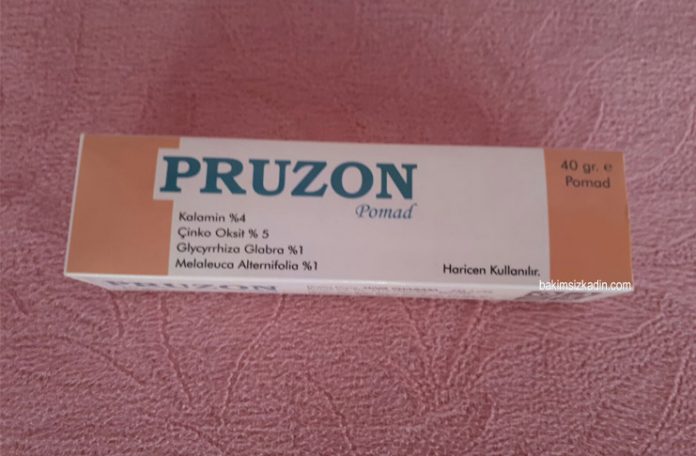 PRUZON
Pomad
40 gr. e
Pomad
Kalamin %4
Çinko Oksit % 5
Glycyrrhiza Glabra %1
Melaleuca Alternifolia %1
Haricen Kullanılır.
bakimsizkadin.com
PRUZON